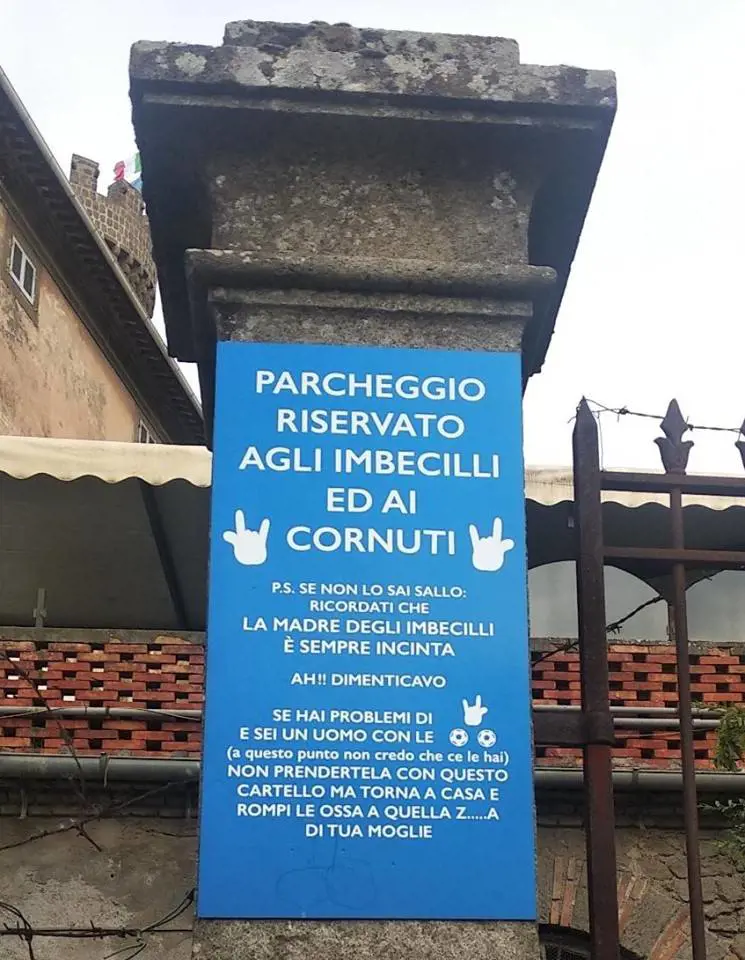 PARCHEGGIO
RISERVATO
AGLI IMBECILLI
ED AI
CORNUTI
P.S. SE NON LO SAI SALLO:
RICORDATI CHE
LA MADRE DEGLI IMBECILLI
È SEMPRE INCINTA
AH!! DIMENTICAVO
SE HAI PROBLEMI DI
E SEI UN UOMO CON LE
(a questo punto non credo che ce le hai)
NON PRENDERTELA CON QUESTO
CARTELLO MA TORNA A CASA E
ROMPI LE OSSA A QUELLA Z.....A
DI TUA MOGLIE